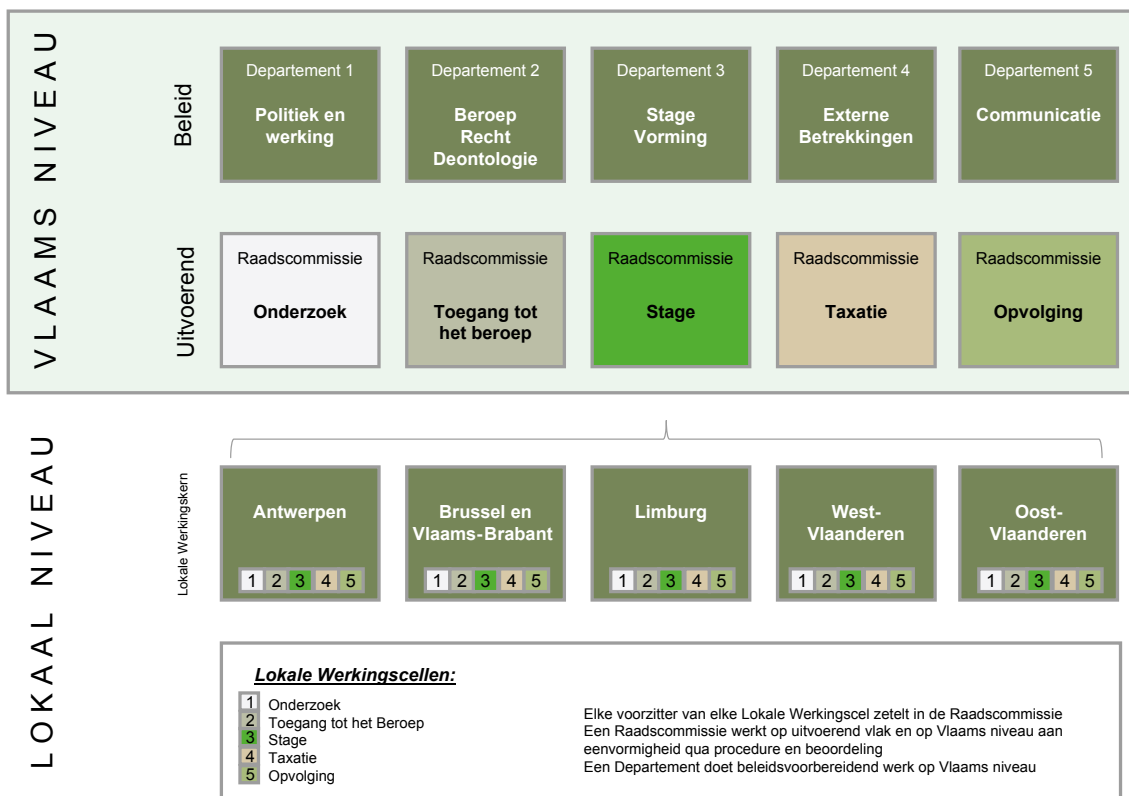 VLAAMS NIVEAU
Beleid
Departement 1
Politiek en
werking
Departement 2
Beroep
Recht
Deontologie
Departement 3
Stage
Vorming
Departement 4
Externe
Betrekkingen
Departement 5
Communicatie
Uitvoerend
Raadscommissie
Onderzoek
Raadscommissie
Toegang tot
het beroep
Raadscommissie
Stage
Raadscommissie
Taxatie
Raadscommissie
Opvolging
LOKAAL NIVEAU
Lokale Werkingskern
Antwerpen
1 2 3 4 5
Brussel en
Vlaams-Brabant
1 2 3 4 5
Limburg
1 2 3 4 5
West-
Vlaanderen
1 2 3 4 5
Oost-
Vlaanderen
1 2 3 4 5
Lokale Werkingscellen:
1 Onderzoek
2 Toegang tot het Beroep
3 Stage
4 Taxatie
5 Opvolging
Elke voorzitter van elke Lokale Werkingscel zetelt in de Raadscommissie
Een Raadscommissie werkt op uitvoerend vlak en op Vlaams niveau aan
eenvormigheid qua procedure en beoordeling
Een Departement doet beleidsvoorbereidend werk op Vlaams niveau